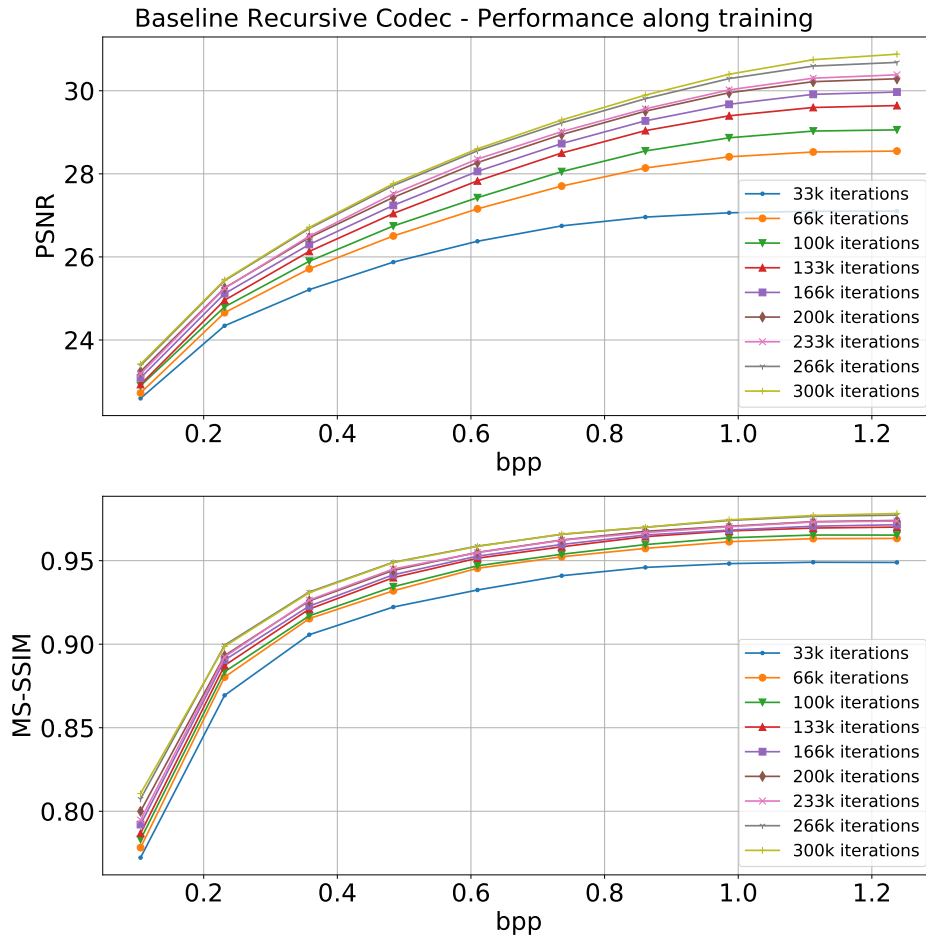 Baseline Recursive Codec - Performance along training
PSNR
30
28
26
24
33k iterations
66k iterations
100k iterations
133k iterations
166k iterations
200k iterations
233k iterations
266k iterations
300k iterations
0.2 0.4 0.6 0.8 1.0 1.2
bpp
MS-SSIM
0.95
0.90
0.85
0.80
33k iterations
66k iterations
100k iterations
133k iterations
166k iterations
200k iterations
233k iterations
266k iterations
300k iterations
0.2 0.4 0.6 0.8 1.0 1.2
bpp